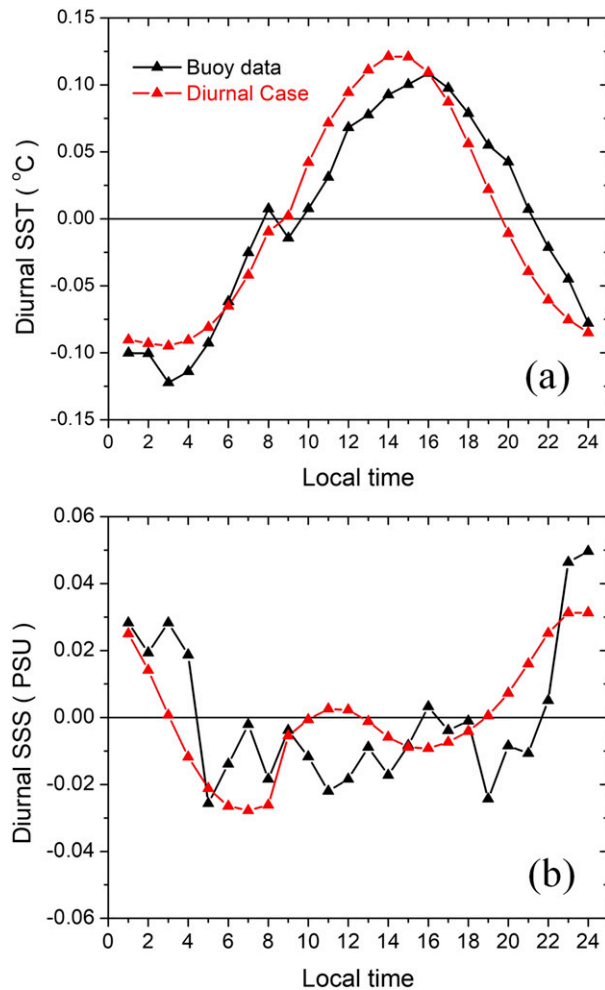 0.15
0.10
0.05
0.00
-0.05
-0.10
-0.15
Diurnal SST ( °C )
Buoy data
Diurnal Case
(a)
0 2 4 6 8 10 12 14 16 18 20 22 24
Local time
0.06
0.04
0.02
0.00
-0.02
-0.04
-0.06
Diurnal SSS ( PSU )
(b)
0 2 4 6 8 10 12 14 16 18 20 22 24
Local time